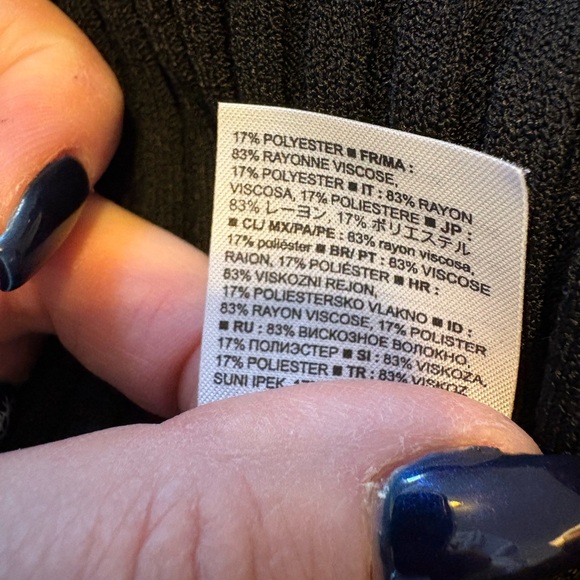 17% POLYESTER ■ FR/MA :
83% RAYONNE VISCOSE,
17% POLYESTER ■ IT : 83% RAYON
VISCOSA, 17% POLIESTERE ■ JP :
83% レーヨン, 17% ポリエステル
■ CL/ MX/PA/PE : 83% rayon viscosa,
17% poliéster ■ BR/ PT : 83% VISCOSE
RAION, 17% POLIÉSTER ■ HR :
83% VISKOZNI REJON,
17% POLIESTERSKO VLAKNO ■ ID :
83% RAYON VISCOSE, 17% POLISTER
■ RU : 83% ВИСКОЗНОЕ ВОЛОКНО,
17% ПОЛИЭСТЕР ■ SI : 83% VISKOZA,
17% POLIESTER ■ TR : 83% VISKOZ
SUNI IPEK,